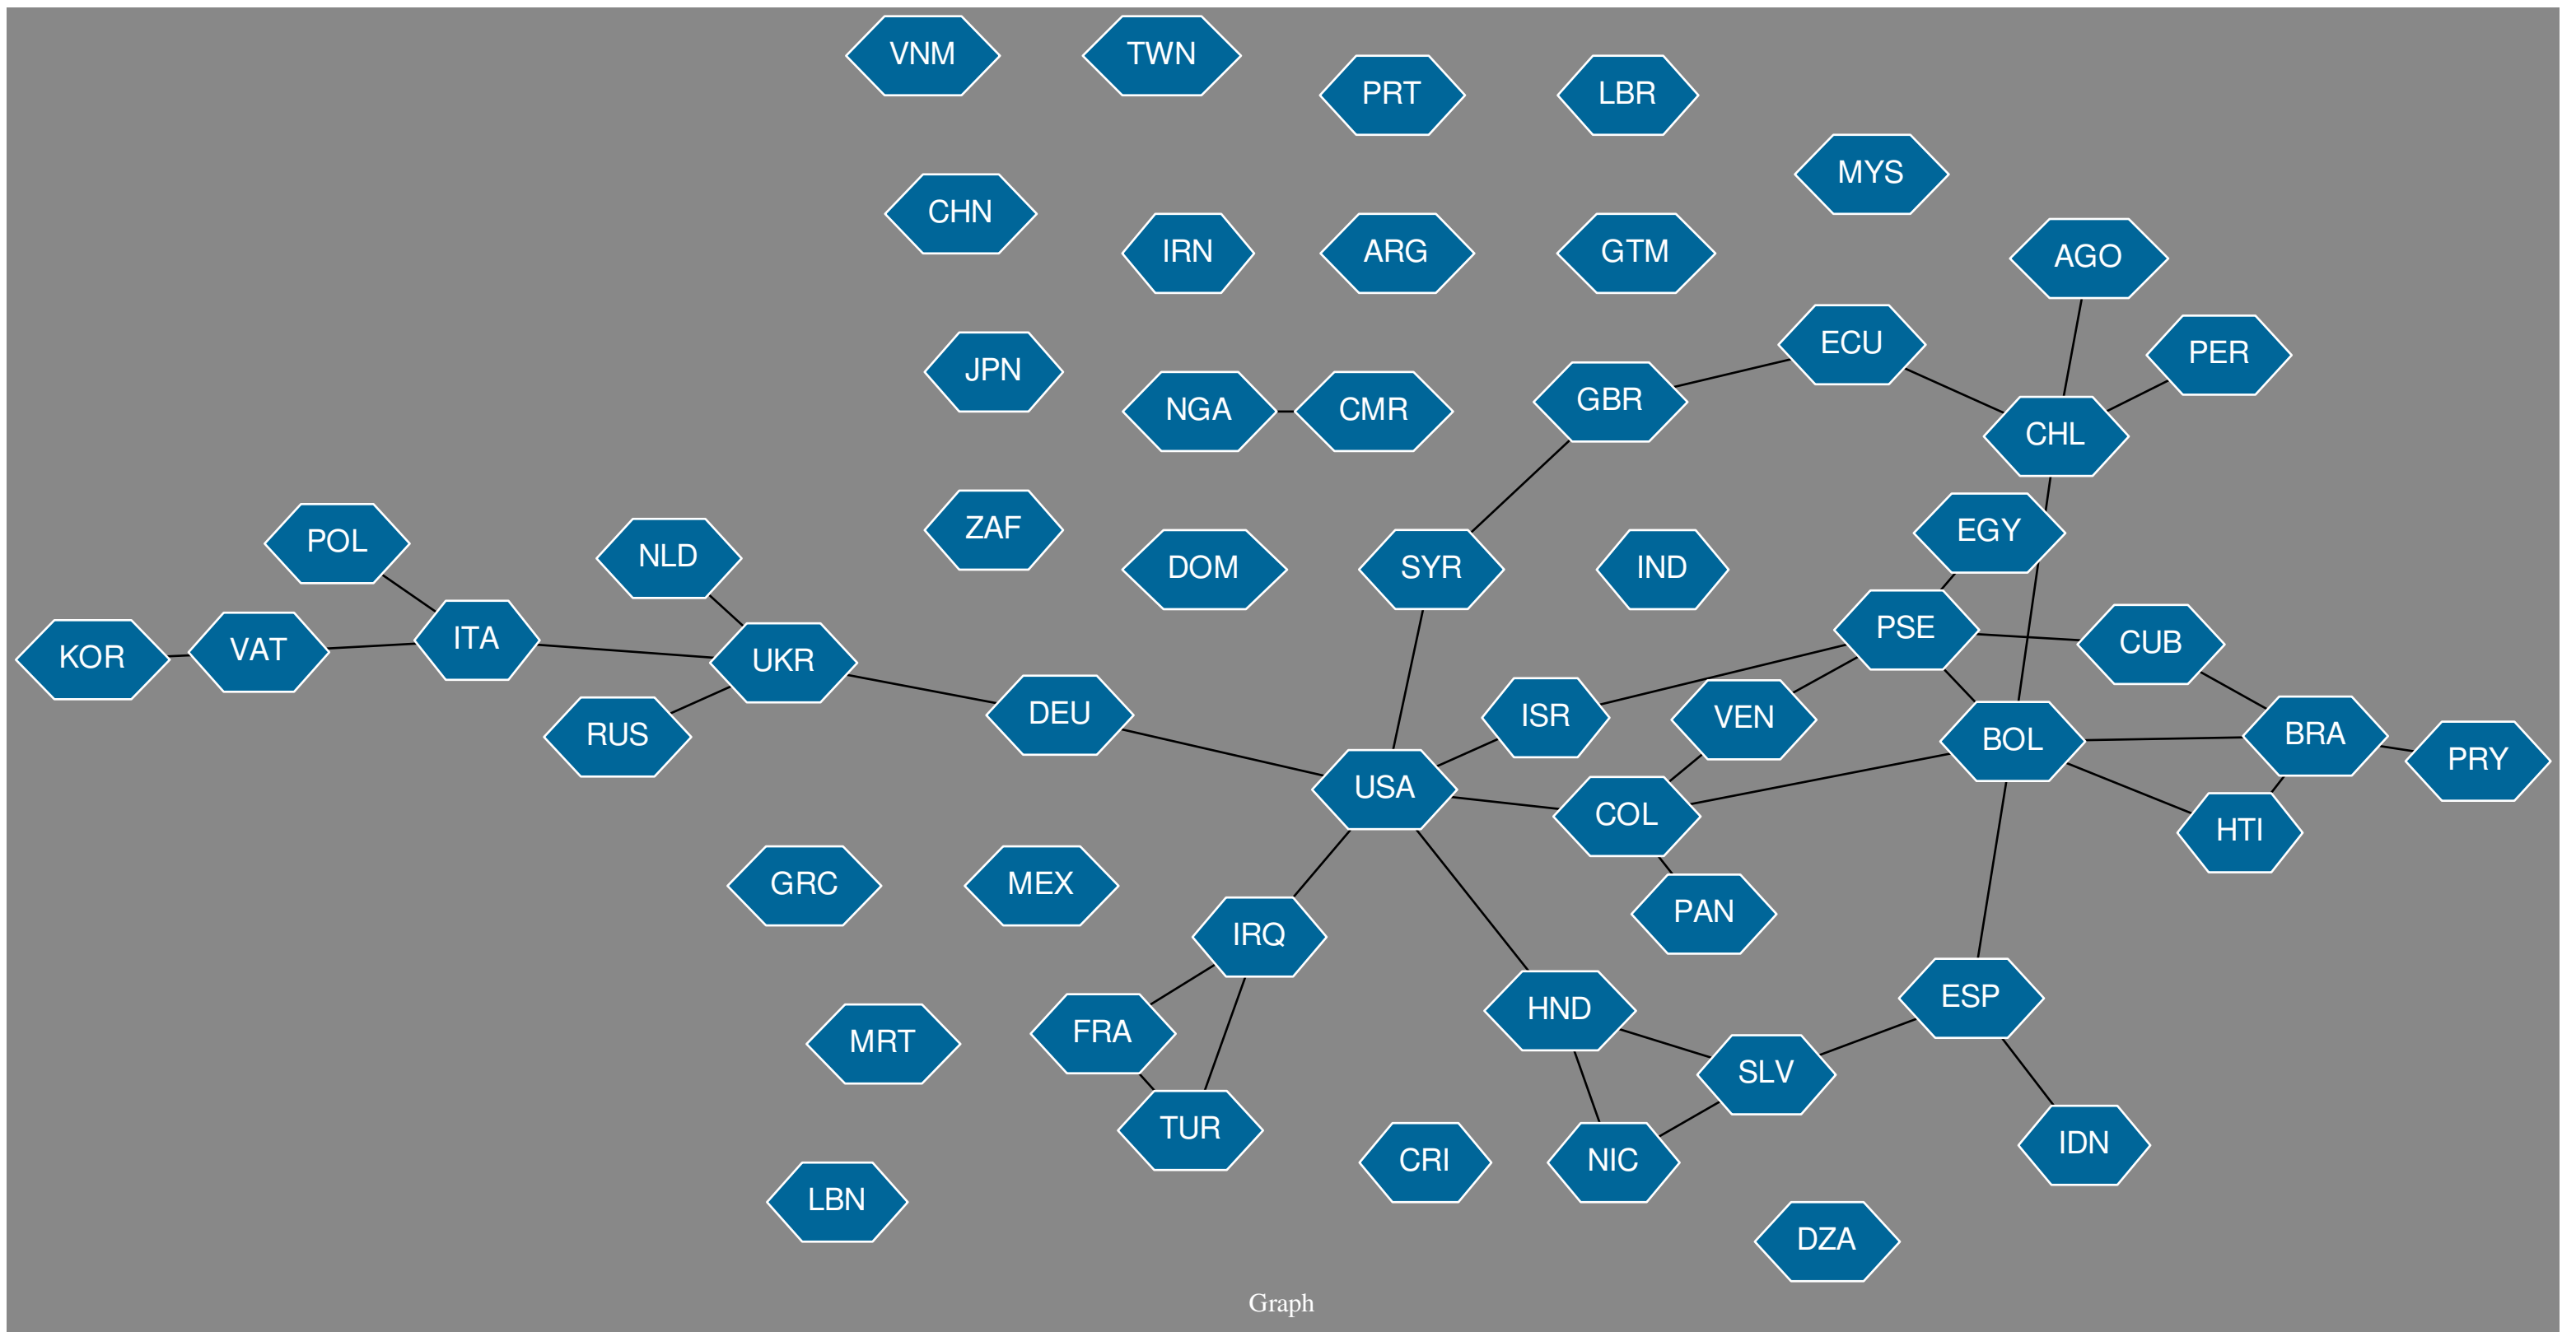 VNM
TWN
PRT
LBR
MYS
CHN
IRN
ARG
GTM
AGO
JPN
NGA
CMR
GBR
ECU
PER
CHL
POL
NLD
ZAF
DOM
SYR
IND
EGY
KOR
VAT
ITA
UKR
PSE
CUB
RUS
DEU
ISR
VEN
BOL
BRA
PRY
USA
COL
HTI
GRC
MEX
IRQ
PAN
MRT
FRA
HND
ESP
TUR
SLV
CRI
NIC
IDN
LBN
DZA
Graph